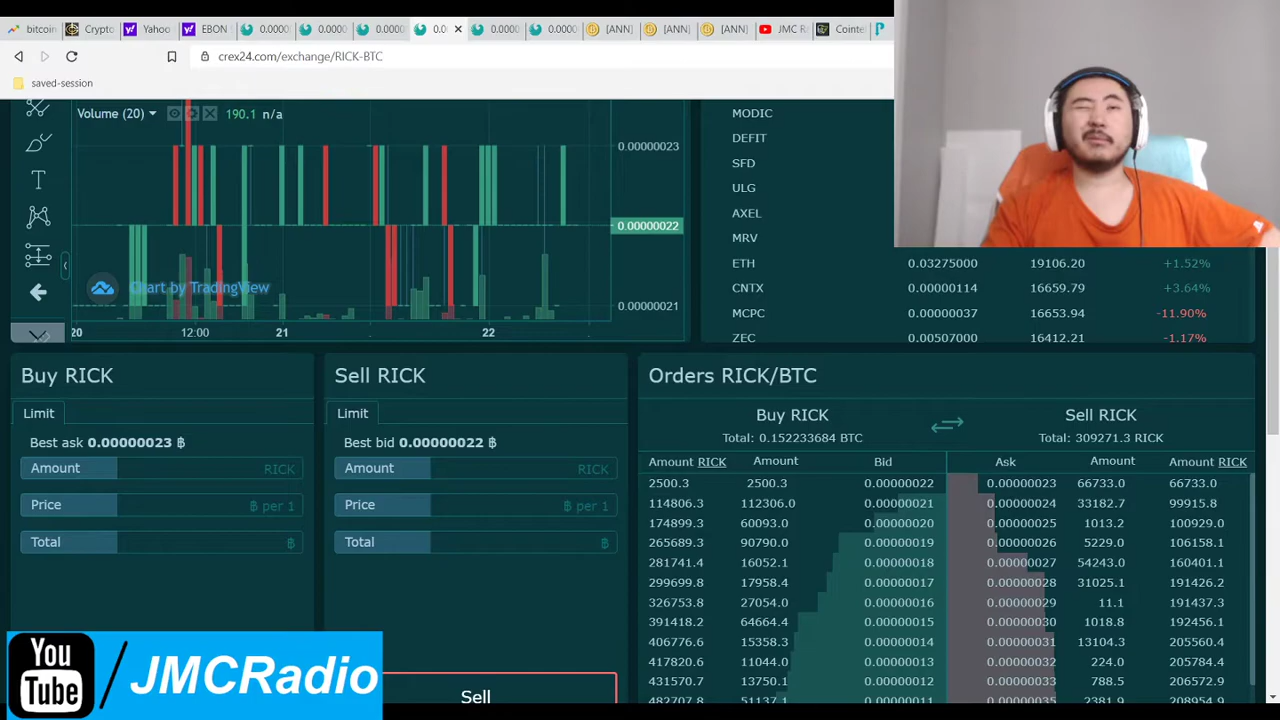 bitcoin
Crypto
Yahoo
EBON
0.0000
0.0000
0.0000
0.0
0.0000
0.0000
[ANN]
[ANN]
[ANN]
JMC R
Cointe
crex24.com/exchange/RICK-BTC
saved-session
Volume (20) 190.1 n/a
0.00000023
0.00000022
0.00000021
Chart by TradingView
20 12:00 21 22
MODIC
DEFIT
SFD
ULG
AXEL
MRV
ETH 0.03275000 19106.20 +1.52%
CNTX 0.00000114 16659.79 +3.64%
MCPC 0.00000037 16653.94 -11.90%
ZEC 0.00507000 16412.21 -1.17%
Buy RICK
Limit
Best ask 0.00000023 ฿
Amount RICK
Price ฿ per 1
Total ฿
Sell RICK
Limit
Best bid 0.00000022 ฿
Amount RICK
Price ฿ per 1
Total ฿
Sell
Orders RICK/BTC
Buy RICK Sell RICK
Total: 0.152233684 BTC Total: 309271.3 RICK
Amount RICK Amount Bid Ask Amount Amount RICK
2500.3 2500.3 0.00000022 0.00000023 66733.0 66733.0
114806.3 112306.0 0.00000021 0.00000024 33182.7 99915.8
174899.3 60093.0 0.00000020 0.00000025 1013.2 100929.0
265689.3 90790.0 0.00000019 0.00000026 5229.0 106158.1
281741.4 16052.1 0.00000018 0.00000027 54243.0 160401.1
299699.8 17958.4 0.00000017 0.00000028 31025.1 191426.2
326753.8 27054.0 0.00000016 0.00000029 11.1 191437.3
391418.2 64664.4 0.00000015 0.00000030 1018.8 192456.1
406776.6 15358.3 0.00000014 0.00000031 13104.3 205560.4
417820.6 11044.0 0.00000013 0.00000032 224.0 205784.4
431570.7 13750.1 0.00000012 0.00000033 788.5 206572.9
482707.8 51137.1 0.00000011 0.00000035 2381.9 208954.9
You
Tube
/JMCRadio